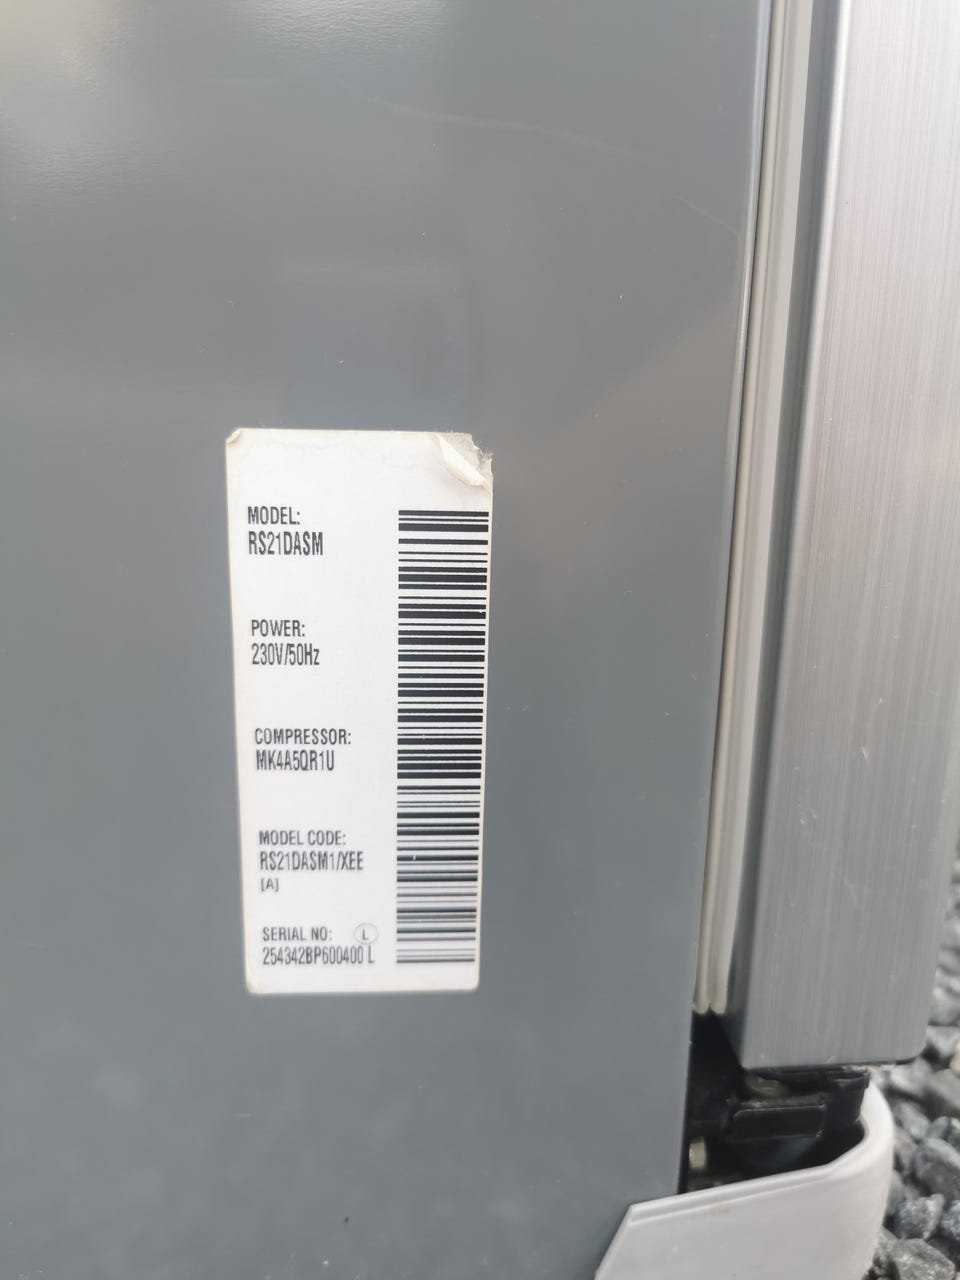 MODEL:
RS21DASM
POWER:
230V/50Hz
COMPRESSOR:
MK4A5QR1U
MODEL CODE:
RS21DASM1/XEE
[A]
SERIAL NO: L
254342BP600400 L